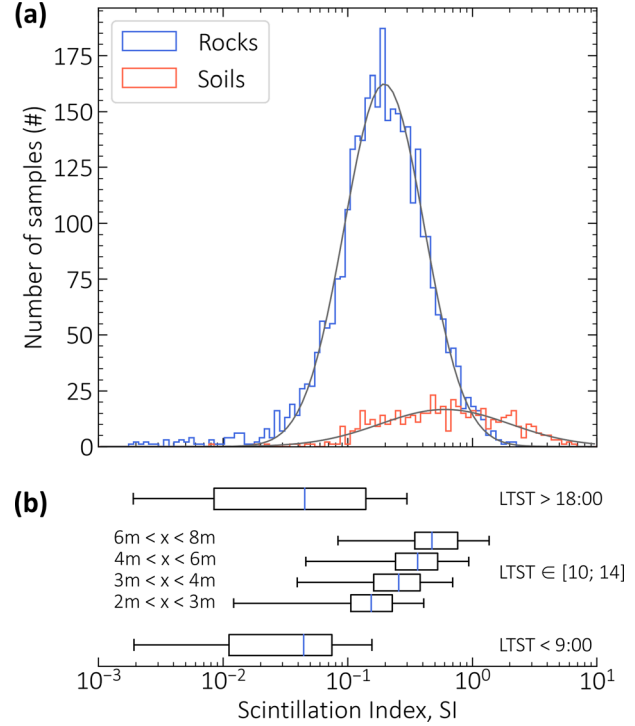 (a)
Rocks
Soils
Number of samples (#)
175
150
125
100
75
50
25
0
(b)
LTST > 18:00
6m < x < 8m
4m < x < 6m
3m < x < 4m
2m < x < 3m
LTST ∈ [10; 14]
LTST < 9:00
10⁻³ 10⁻² 10⁻¹ 10⁰ 10¹
Scintillation Index, SI